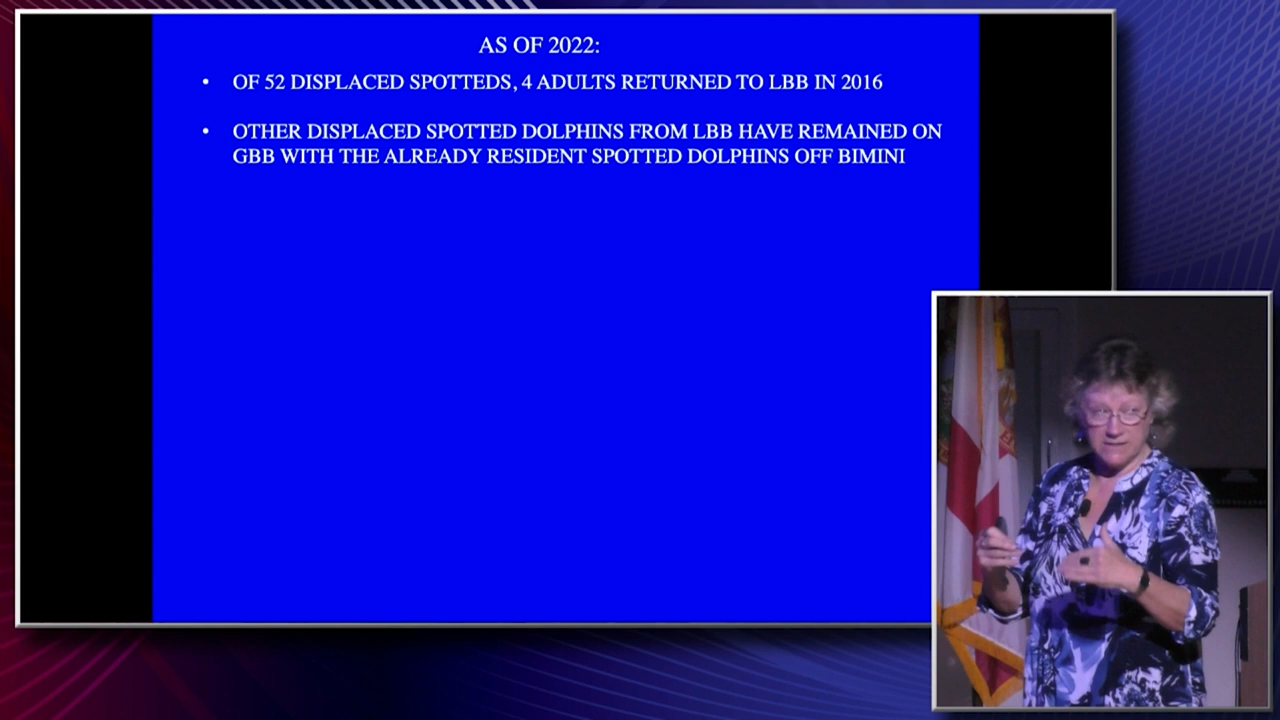 AS OF 2022:
• OF 52 DISPLACED SPOTTEDS, 4 ADULTS RETURNED TO LBB IN 2016
• OTHER DISPLACED SPOTTED DOLPHINS FROM LBB HAVE REMAINED ON
GBB WITH THE ALREADY RESIDENT SPOTTED DOLPHINS OFF BIMINI